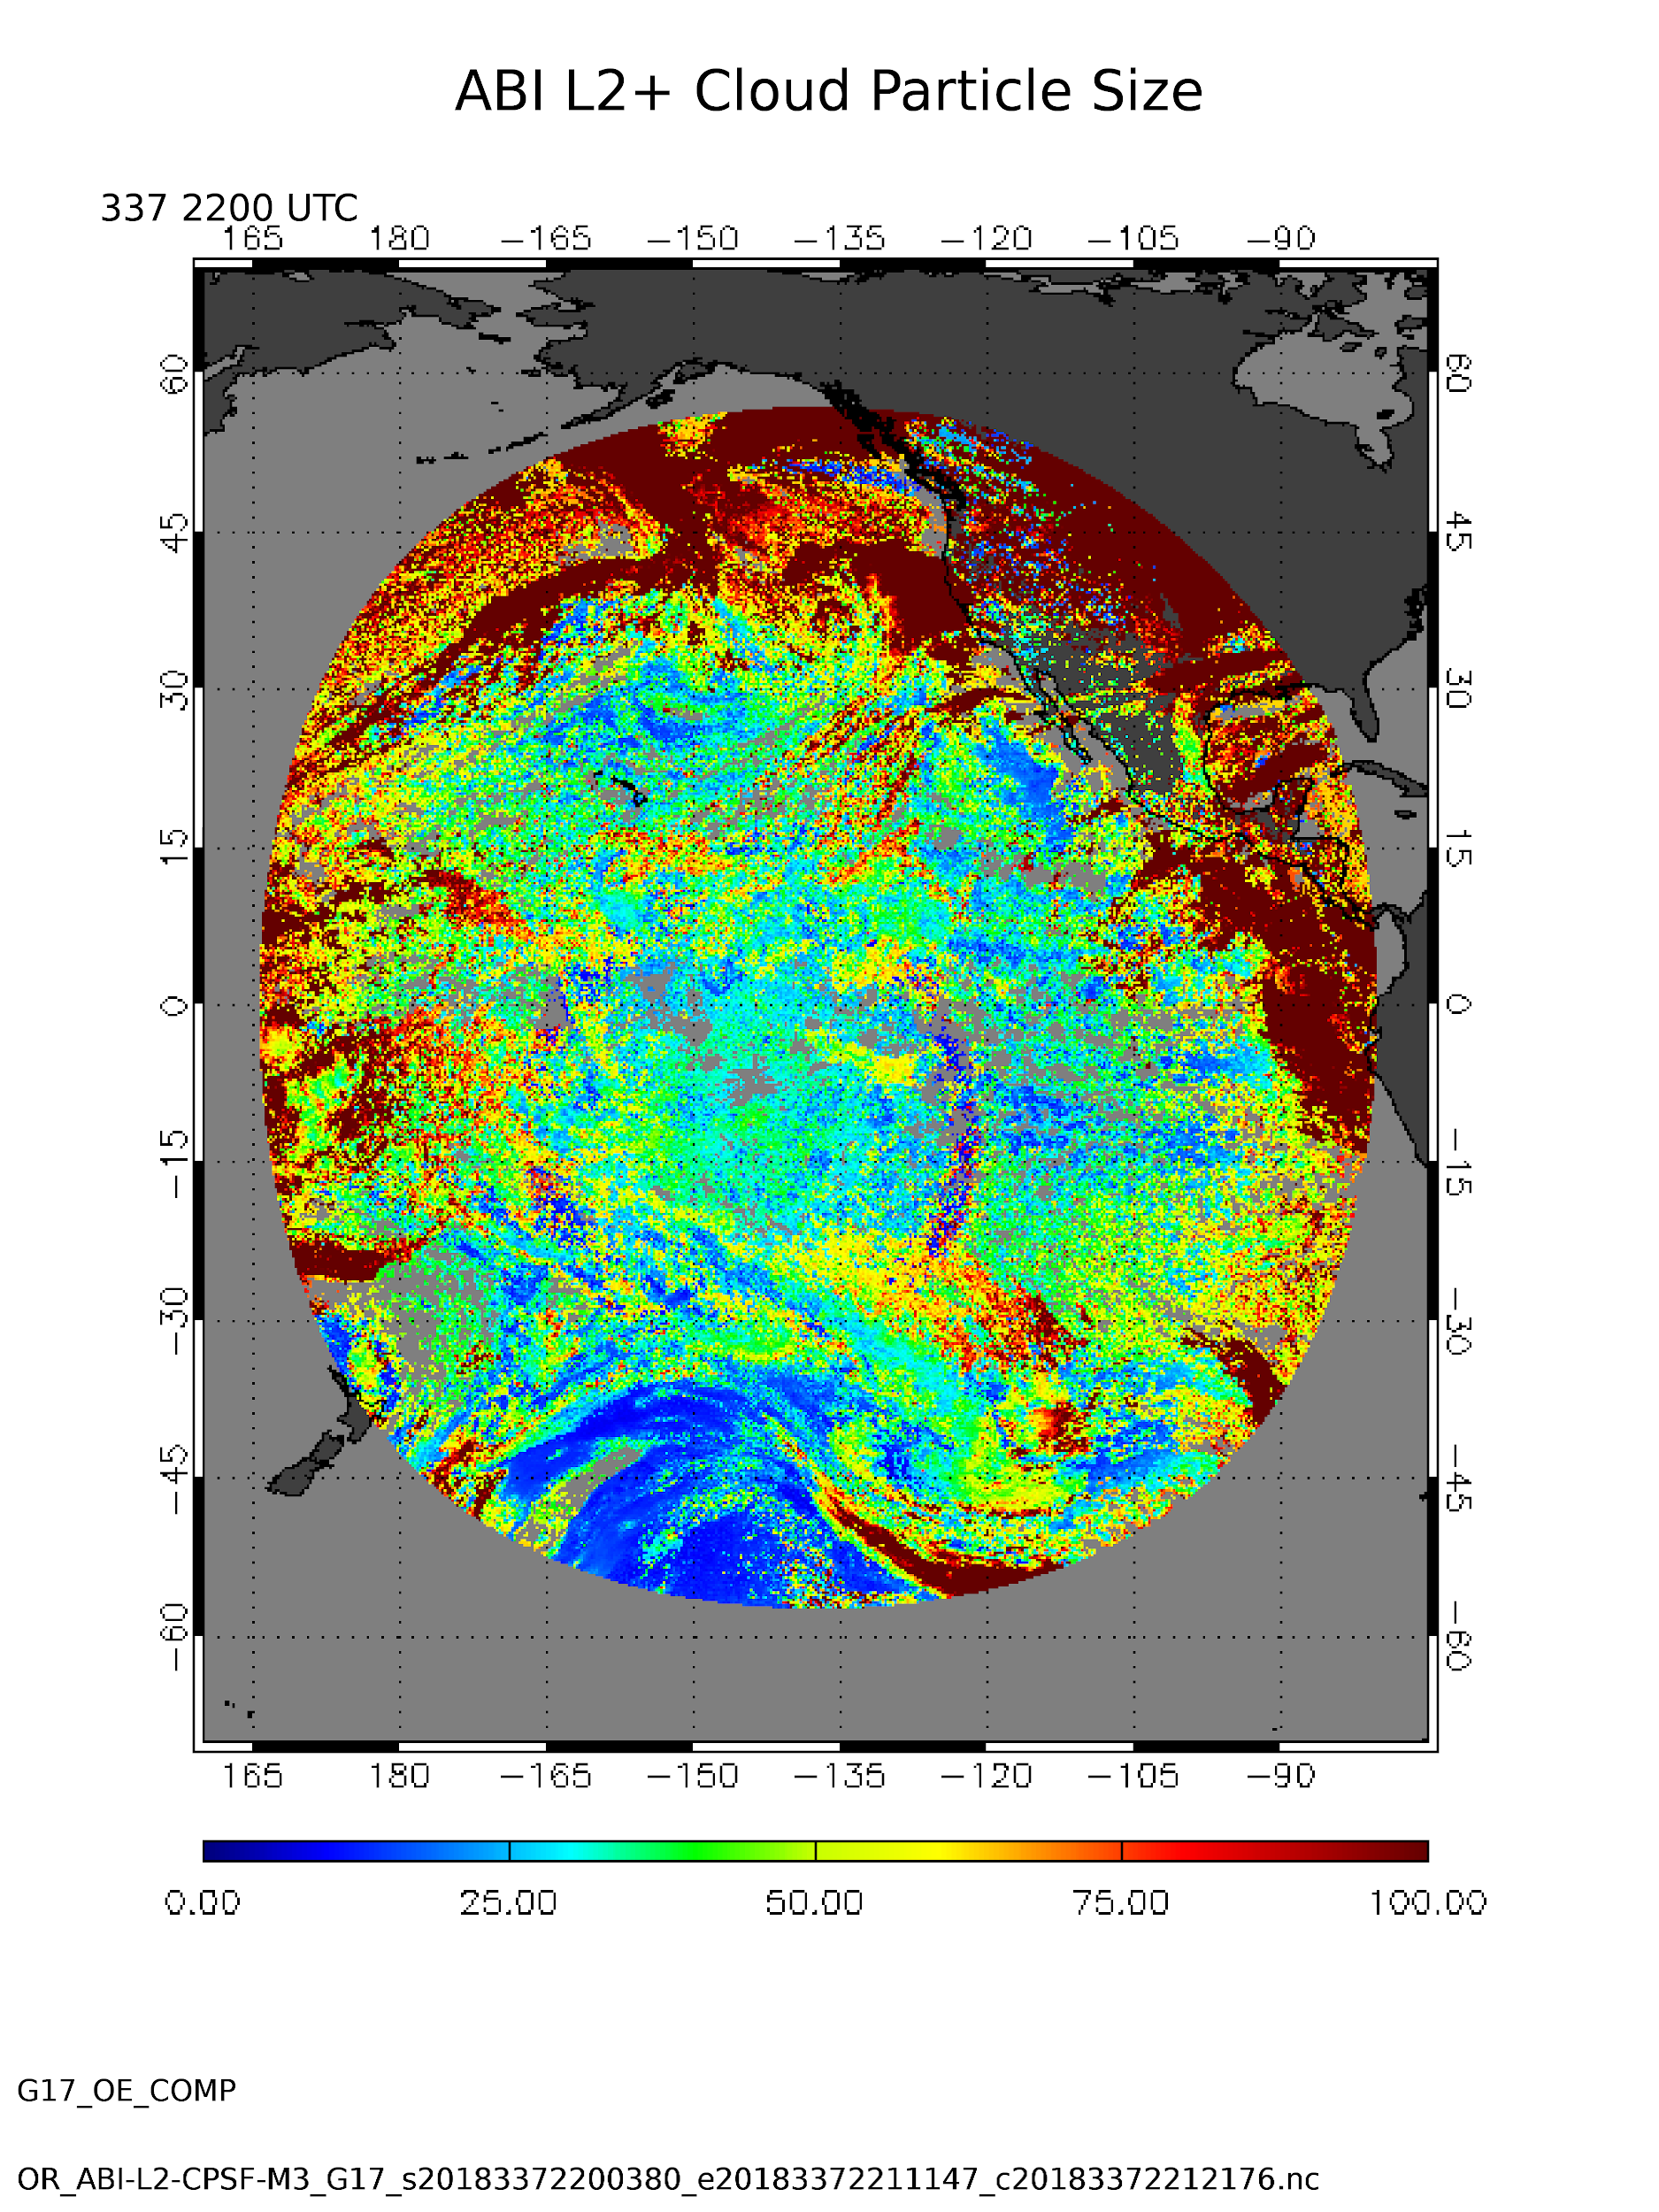 ABI L2+ Cloud Particle Size
337 2200 UTC
165 180 −165 −150 −135 −120 −105 −90
60 60
45 45
30 30
15 15
0 0
−15 −15
−30 −30
−45 −45
−60 −60
165 180 −165 −150 −135 −120 −105 −90
0.00 25.00 50.00 75.00 100.00
G17_OE_COMP
OR_ABI-L2-CPSF-M3_G17_s20183372200380_e20183372211147_c20183372212176.nc